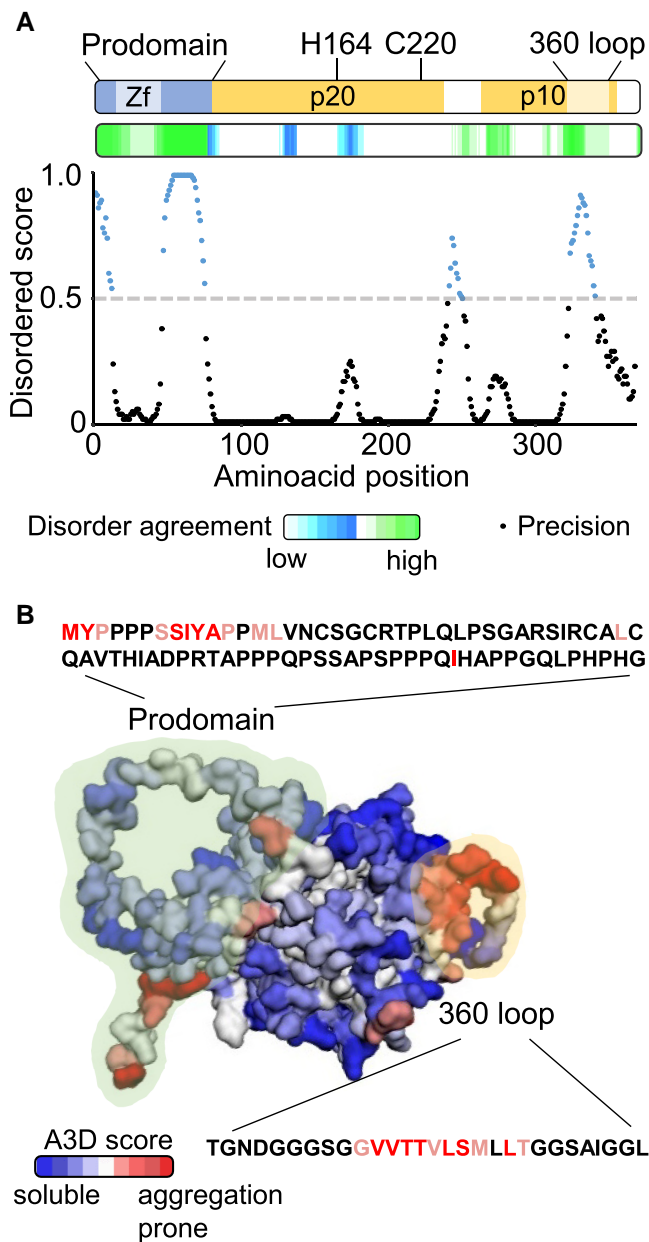 A
Prodomain H164 C220 360 loop
Zf p20 p10
1.0
0.5
0
Disordered score
0 100 200 300
Aminoacid position
Disorder agreement
low high
Precision
B
MYPPPPSSIYAPPMLVNCSGCRTPLQLPSGARSIRCALC
QAVTHIADPRTAPPPQPSSAPSPPPQIHAPPGQLPHPHG
Prodomain
360 loop
TGNDGGGSGGVVTTVLSMLLTGGSAIGGL
A3D score
soluble aggregation
prone